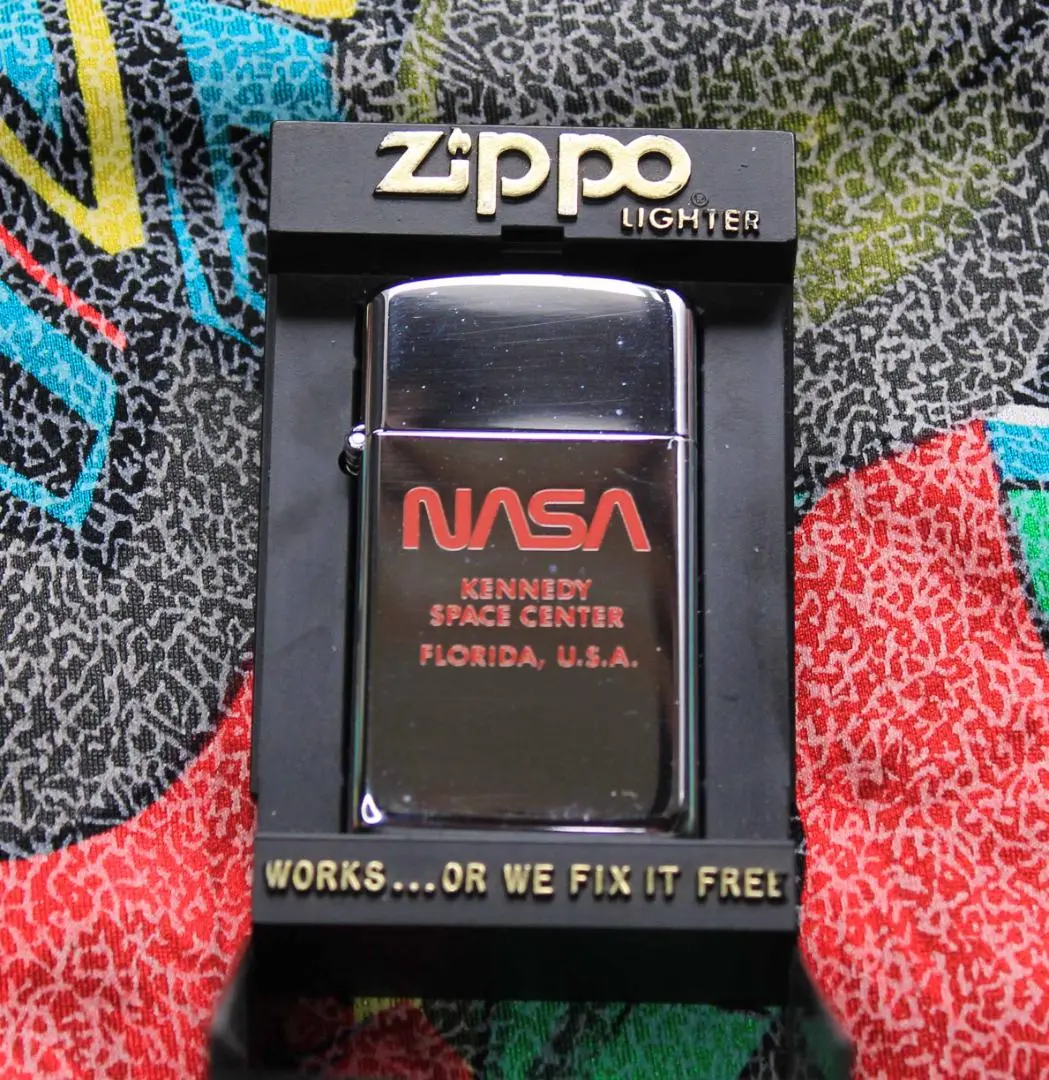 Zippo
®
LIGHTER
NASA
KENNEDY
SPACE CENTER
FLORIDA, U.S.A.
WORKS...OR WE FIX IT FREE